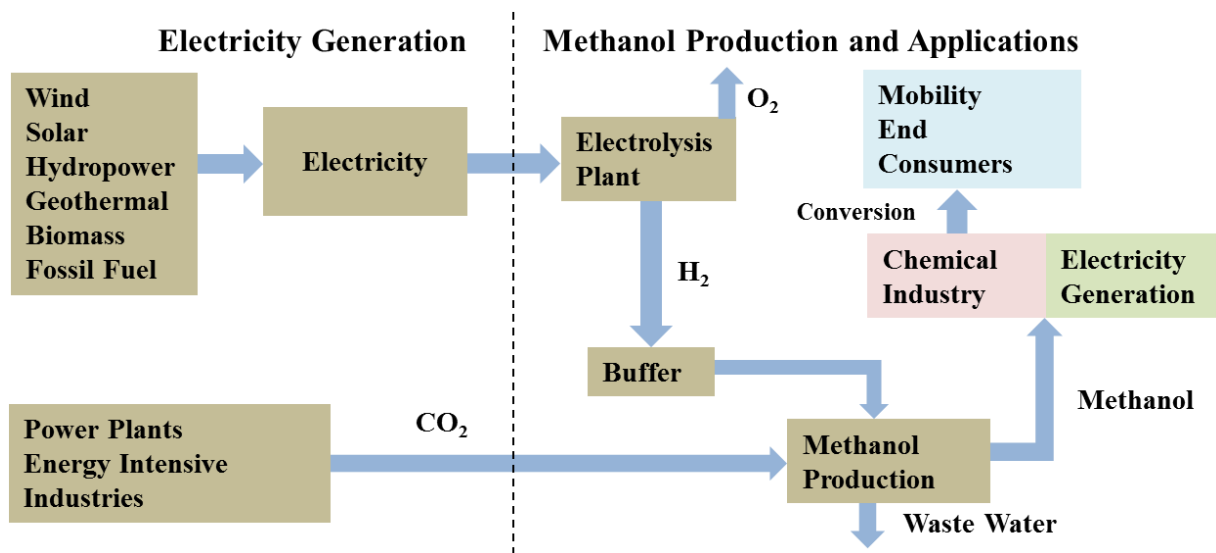 Electricity Generation
Methanol Production and Applications
Wind
Solar
Hydropower
Geothermal
Biomass
Fossil Fuel
Electricity
O₂
Electrolysis
Plant
Mobility
End
Consumers
Conversion
Chemical
Industry
Electricity
Generation
H₂
Buffer
Methanol
Power Plants
Energy Intensive
Industries
CO₂
Methanol
Production
Waste Water